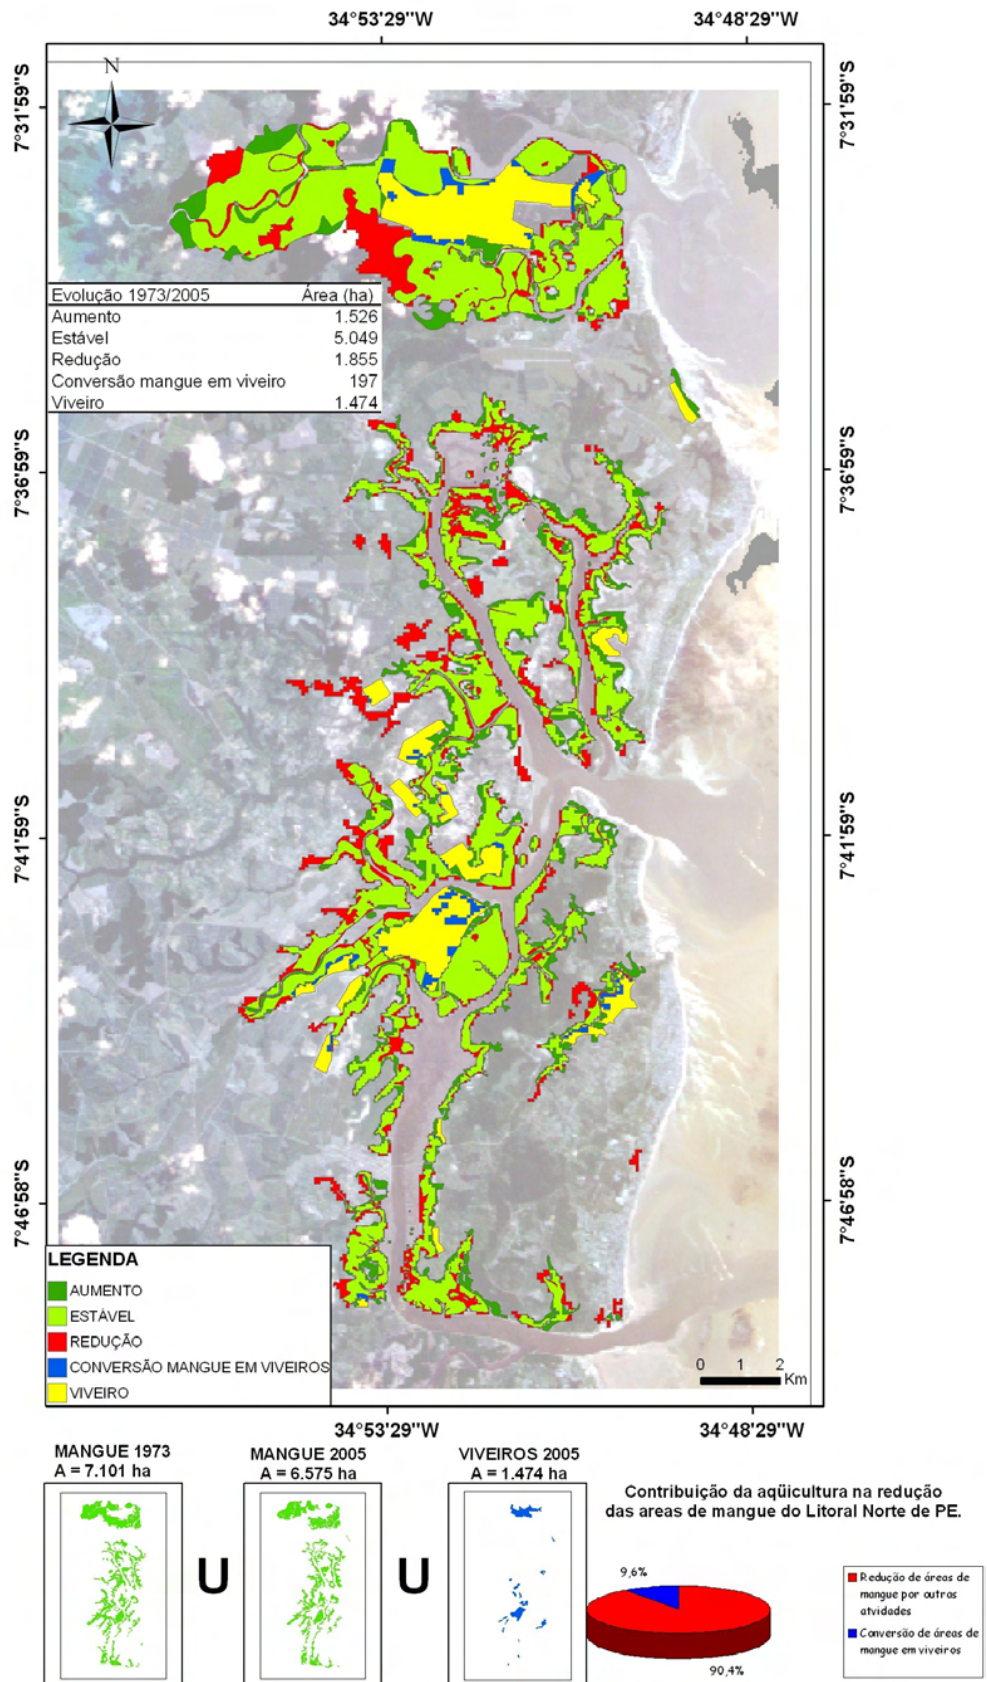 34°53'29"W 34°48'29"W
N
7°31'59"S 7°31'59"S
Evolução 1973/2005 Área (ha)
Aumento 1.526
Estável 5.049
Redução 1.855
Conversão mangue em viveiro 197
Viveiro 1.474
7°36'59"S 7°36'59"S
7°41'59"S 7°41'59"S
7°46'58"S 7°46'58"S
LEGENDA
AUMENTO
ESTÁVEL
REDUÇÃO
CONVERSÃO MANGUE EM VIVEIROS
VIVEIRO
0 1 2
Km
34°53'29"W 34°48'29"W
MANGUE 1973
A = 7.101 ha
U
MANGUE 2005
A = 6.575 ha
U
VIVEIROS 2005
A = 1.474 ha
Contribuição da aqüicultura na redução
das areas de mangue do Litoral Norte de PE.
9,6%
90,4%
Redução de áreas de
mangue por outras
atvidades
Conversão de áreas de
mangue em viveiros